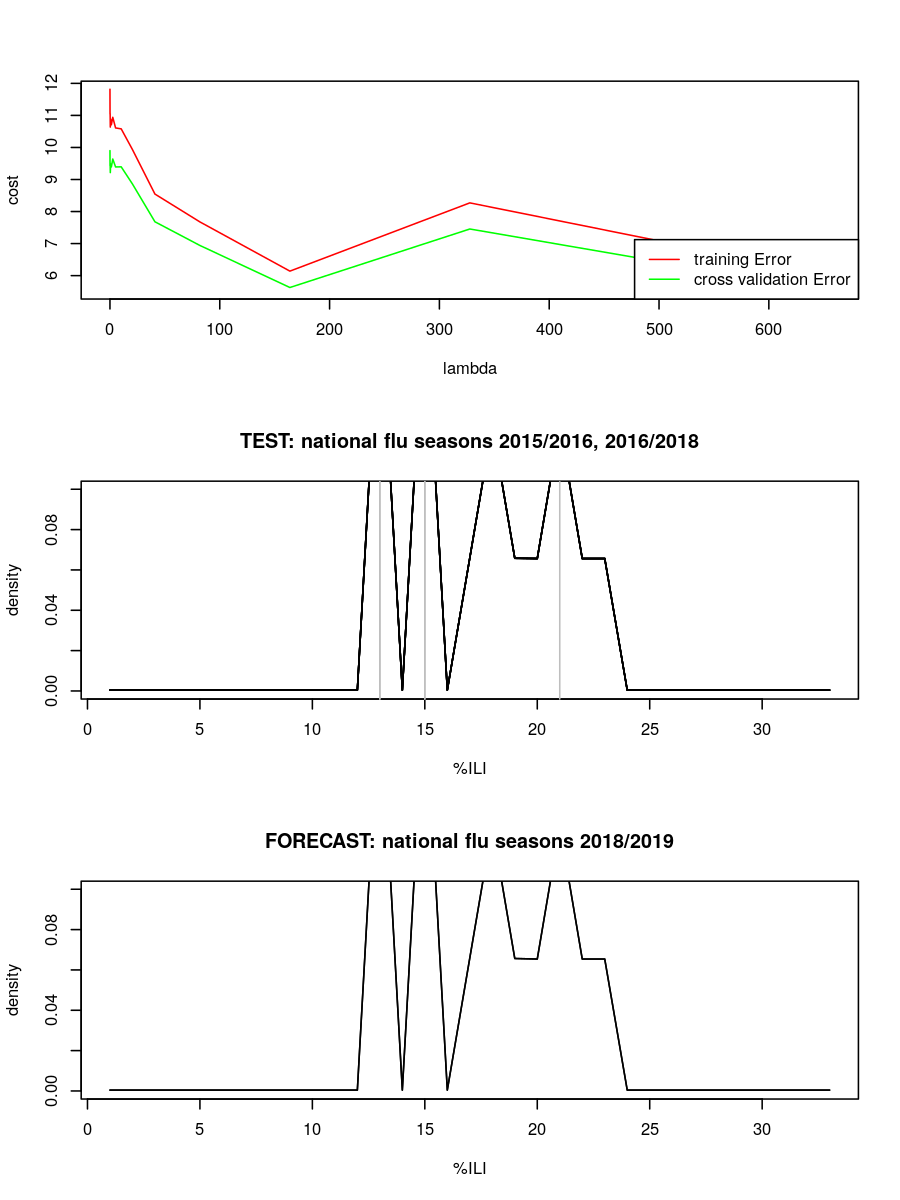 12
11
10
9
8
7
6
cost
training Error
cross validation Error
0 100 200 300 400 500 600
lambda
TEST: national flu seasons 2015/2016, 2016/2018
0.08
0.04
0.00
density
0 5 10 15 20 25 30
%ILI
FORECAST: national flu seasons 2018/2019
0.08
0.04
0.00
density
0 5 10 15 20 25 30
%ILI